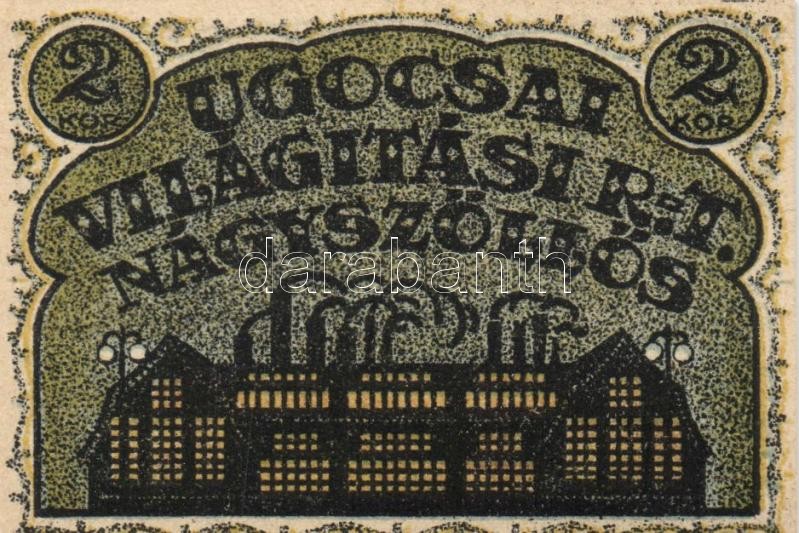 2
KOR
2
KOR
UGOCSAI
VILÁGITÁSI R=T.
NAGYSZŐLLŐS
darabanth